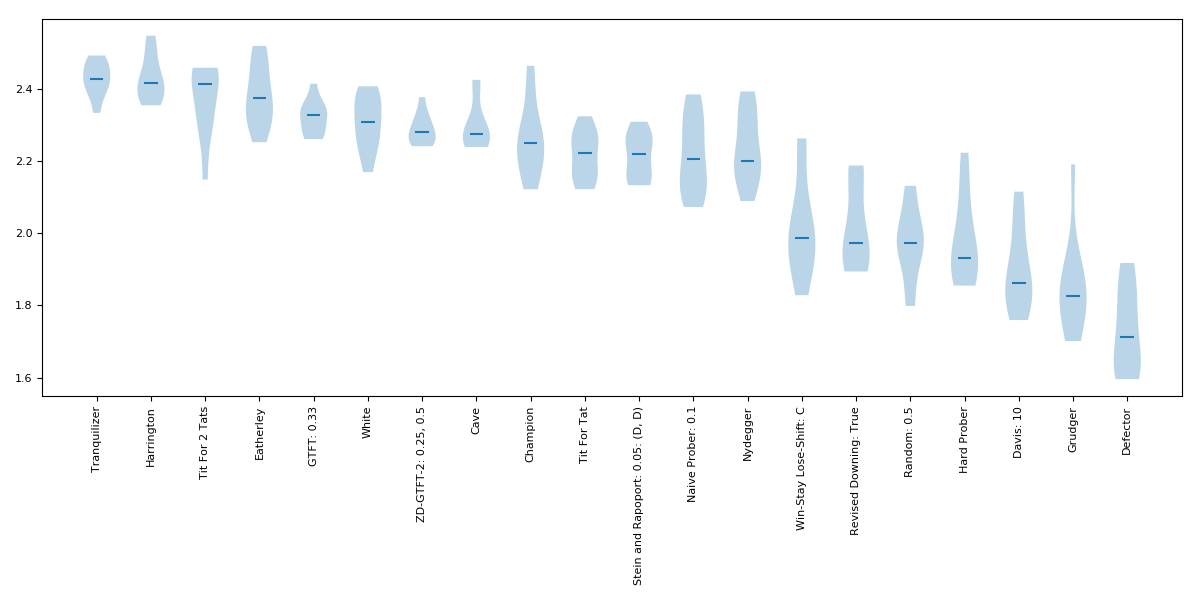 2.4
2.2
2.0
1.8
1.6
Tranquilizer
Harrington
Tit For 2 Tats
Eatherley
GTFT: 0.33
White
ZD-GTFT-2: 0.25, 0.5
Cave
Champion
Tit For Tat
Stein and Rapoport: 0.05: (D, D)
Naive Prober: 0.1
Nydegger
Win-Stay Lose-Shift: C
Revised Downing: True
Random: 0.5
Hard Prober
Davis: 10
Grudger
Defector